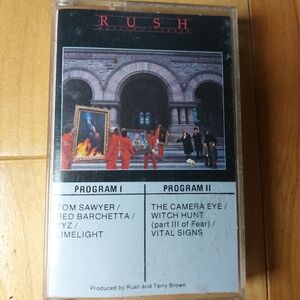 RUSH
PROGRAM I
TOM SAWYER /
RED BARCHETTA /
YYZ /
LIMELIGHT
PROGRAM II
THE CAMERA EYE /
WITCH HUNT
(part III of Fear) /
VITAL SIGNS
Produced by Rush and Terry Brown